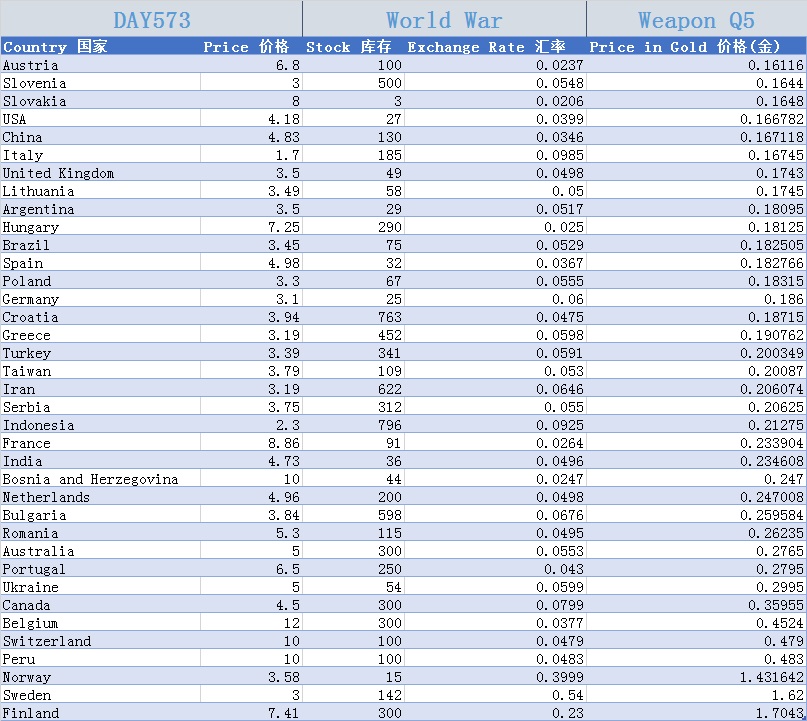 DAY573 World War Weapon Q5
Country 国家 Price 价格 Stock 库存 Exchange Rate 汇率 Price in Gold 价格(金)
Austria 6.8 100 0.0237 0.16116
Slovenia 3 500 0.0548 0.1644
Slovakia 8 3 0.0206 0.1648
USA 4.18 27 0.0399 0.166782
China 4.83 130 0.0346 0.167118
Italy 1.7 185 0.0985 0.16745
United Kingdom 3.5 49 0.0498 0.1743
Lithuania 3.49 58 0.05 0.1745
Argentina 3.5 29 0.0517 0.18095
Hungary 7.25 290 0.025 0.18125
Brazil 3.45 75 0.0529 0.182505
Spain 4.98 32 0.0367 0.182766
Poland 3.3 67 0.0555 0.18315
Germany 3.1 25 0.06 0.186
Croatia 3.94 763 0.0475 0.18715
Greece 3.19 452 0.0598 0.190762
Turkey 3.39 341 0.0591 0.200349
Taiwan 3.79 109 0.053 0.20087
Iran 3.19 622 0.0646 0.206074
Serbia 3.75 312 0.055 0.20625
Indonesia 2.3 796 0.0925 0.21275
France 8.86 91 0.0264 0.233904
India 4.73 36 0.0496 0.234608
Bosnia and Herzegovina 10 44 0.0247 0.247
Netherlands 4.96 200 0.0498 0.247008
Bulgaria 3.84 598 0.0676 0.259584
Romania 5.3 115 0.0495 0.26235
Australia 5 300 0.0553 0.2765
Portugal 6.5 250 0.043 0.2795
Ukraine 5 54 0.0599 0.2995
Canada 4.5 300 0.0799 0.35955
Belgium 12 300 0.0377 0.4524
Switzerland 10 100 0.0479 0.479
Peru 10 100 0.0483 0.483
Norway 3.58 15 0.3999 1.431642
Sweden 3 142 0.54 1.62
Finland 7.41 300 0.23 1.7043